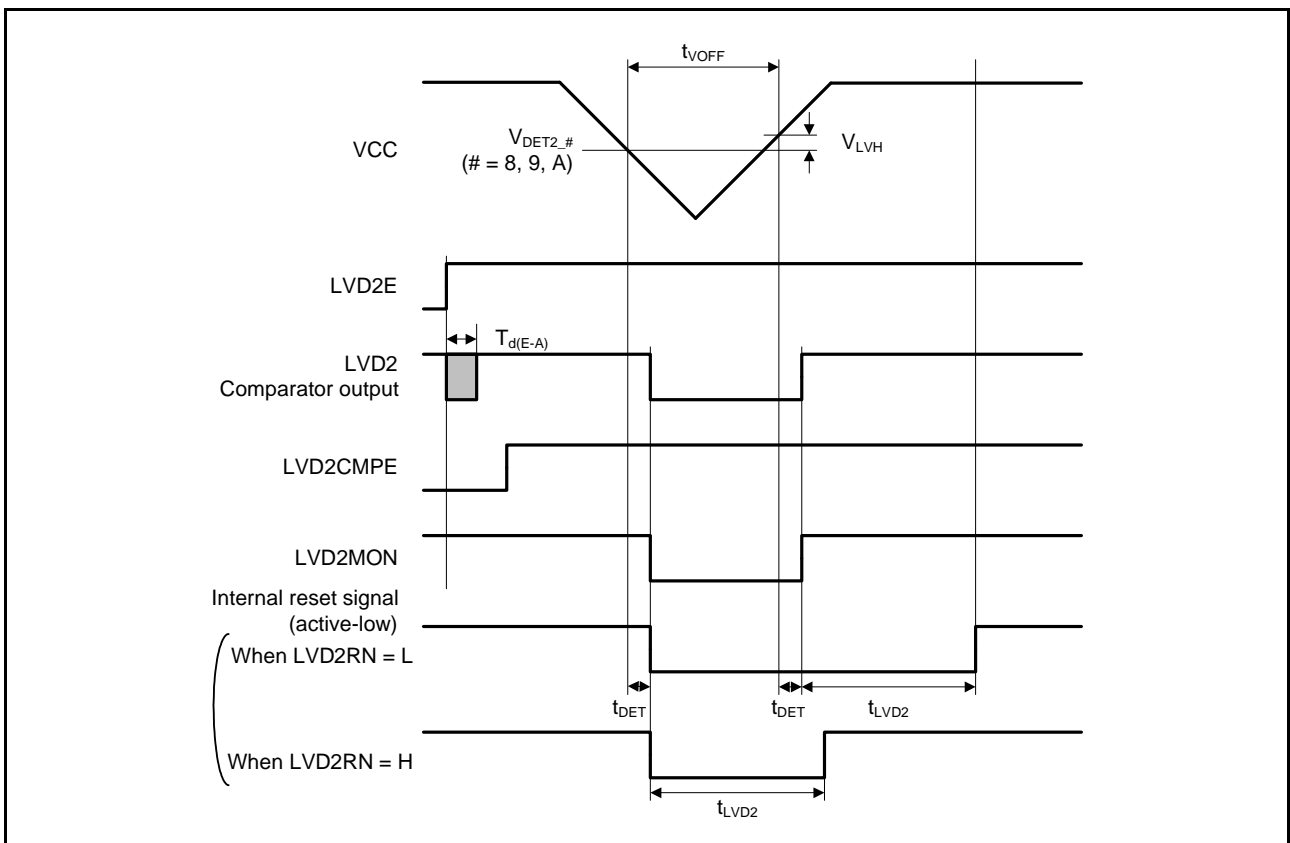 tVOFF
VCC
VDET2_#
(# = 8, 9, A)
VLVH
LVD2E
Td(E-A)
LVD2
Comparator output
LVD2CMPE
LVD2MON
Internal reset signal
(active-low)
When LVD2RN = L
tDET
tDET
tLVD2
When LVD2RN = H
tLVD2